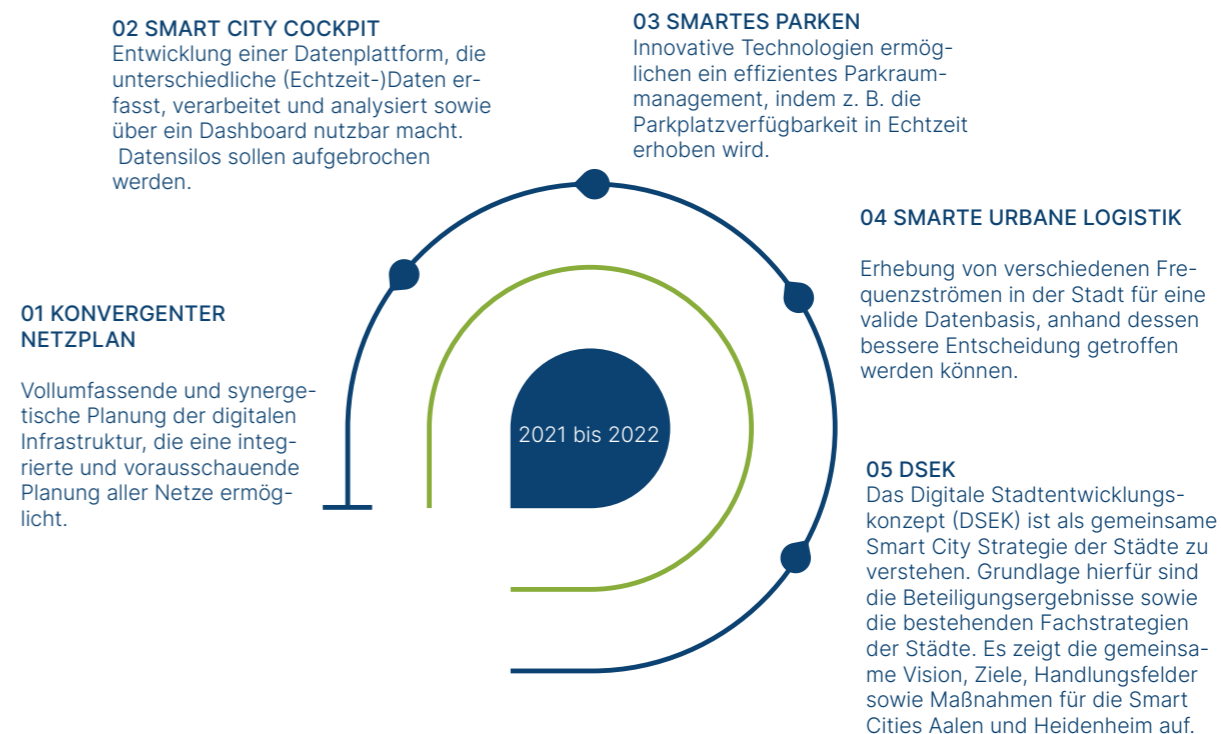 01 KONVERGENTER
NETZPLAN
Vollumfassende und synerge-
tische Planung der digitalen
Infrastruktur, die eine integ-
rierte und vorausschauende
Planung aller Netze ermög-
licht.
02 SMART CITY COCKPIT
Entwicklung einer Datenplattform, die
unterschiedliche (Echtzeit-)Daten er-
fasst, verarbeitet und analysiert sowie
über ein Dashboard nutzbar macht.
Datensilos sollen aufgebrochen
werden.
03 SMARTES PARKEN
Innovative Technologien ermög-
lichen ein effizientes Parkraum-
management, indem z. B. die
Parkplatzverfügbarkeit in Echtzeit
erhoben wird.
04 SMARTE URBANE LOGISTIK
Erhebung von verschiedenen Fre-
quenzströmen in der Stadt für eine
valide Datenbasis, anhand dessen
bessere Entscheidung getroffen
werden können.
05 DSEK
Das Digitale Stadtentwicklungs-
konzept (DSEK) ist als gemeinsame
Smart City Strategie der Städte zu
verstehen. Grundlage hierfür sind
die Beteiligungsergebnisse sowie
die bestehenden Fachstrategien
der Städte. Es zeigt die gemeinsa-
me Vision, Ziele, Handlungsfelder
sowie Maßnahmen für die Smart
Cities Aalen und Heidenheim auf.
2021 bis 2022